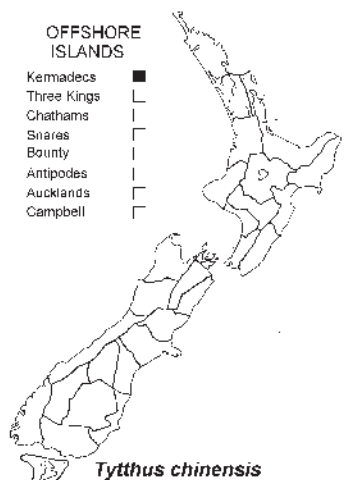 OFFSHORE
ISLANDS
Kermadecs
Three Kings
Chathams
Snares
Bounty
Antipodes
Aucklands
Campbell
Tytthus chinensis